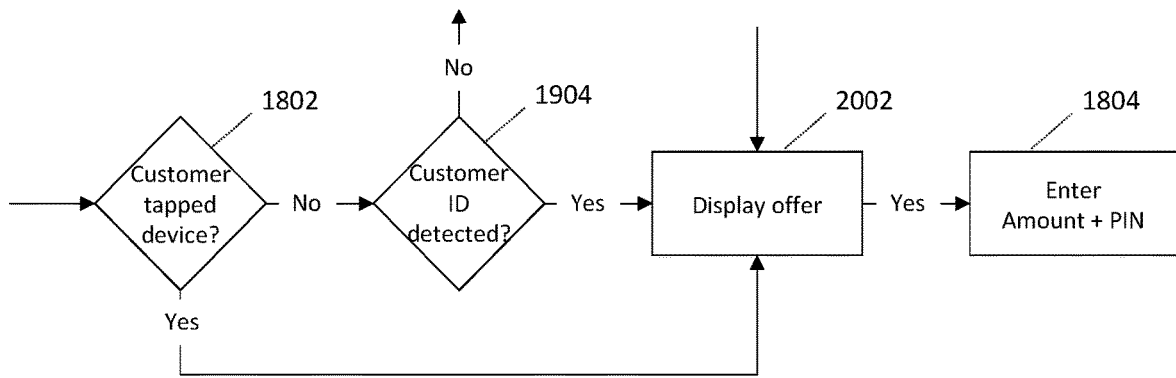 No
1802
1904
2002
1804
Customer
tapped
device?
No
Customer
ID
detected?
Yes
Display offer
Yes
Enter
Amount + PIN
Yes